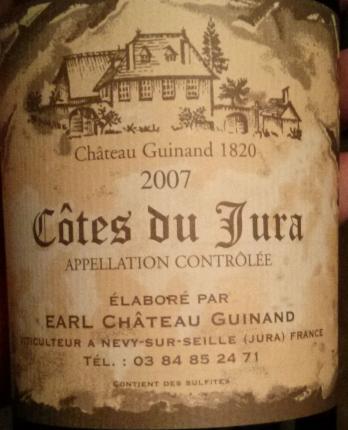 Château Guinand 1820
2007
Côtes du Jura
APPELLATION CONTRÔLÉE
ÉLABORÉ PAR
EARL CHÂTEAU GUINAND
VITICULTEUR A NEVY-SUR-SEILLE (JURA) FRANCE
TÉL. : 03 84 85 24 71
CONTIENT DES SULFITES